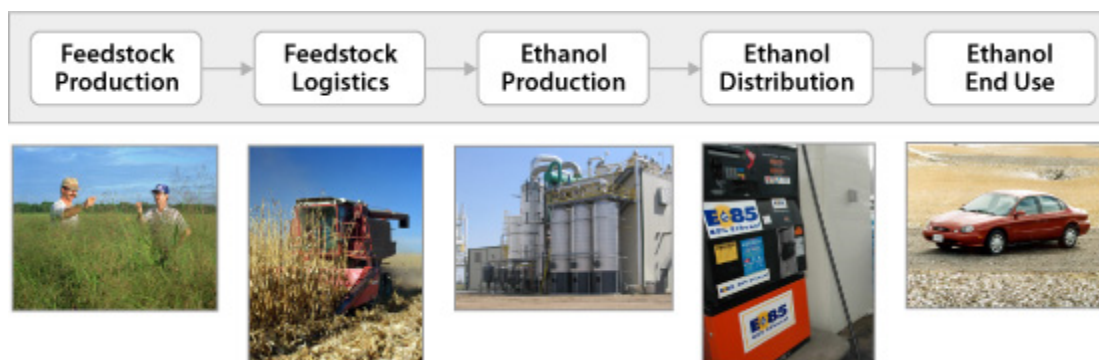 Feedstock
Production
Feedstock
Logistics
Ethanol
Production
Ethanol
Distribution
Ethanol
End Use
E85
E85